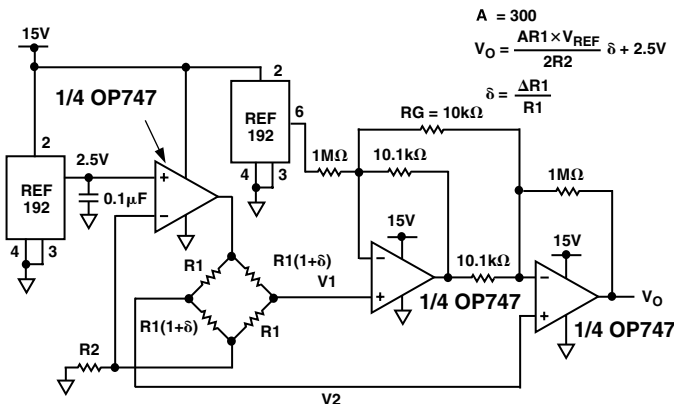 A = 300
V_O = AR1 × V_REF / 2R2 δ + 2.5V
δ = ΔR1 / R1
15V
1/4 OP747
2
REF
192
4
3
2.5V
0.1μF
2
REF
192
6
4
3
1MΩ
RG = 10kΩ
10.1kΩ
1MΩ
15V
10.1kΩ
15V
+
−
−
+
−
+
R1
R1(1+δ)
V1
R1(1+δ)
R1
R2
1/4 OP747
1/4 OP747
V_O
V2